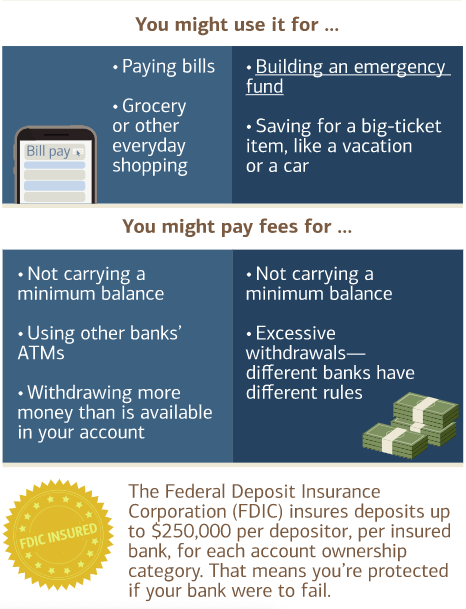 You might use it for ...
• Paying bills
• Grocery
or other
everyday
shopping
Bill pay
• Building an emergency
fund
• Saving for a big-ticket
item, like a vacation
or a car
You might pay fees for ...
• Not carrying a
minimum balance
• Using other banks’
ATMs
• Withdrawing more
money than is available
in your account
• Not carrying a
minimum balance
• Excessive
withdrawals—
different banks have
different rules
FDIC INSURED
The Federal Deposit Insurance
Corporation (FDIC) insures deposits up
to $250,000 per depositor, per insured
bank, for each account ownership
category. That means you’re protected
if your bank were to fail.